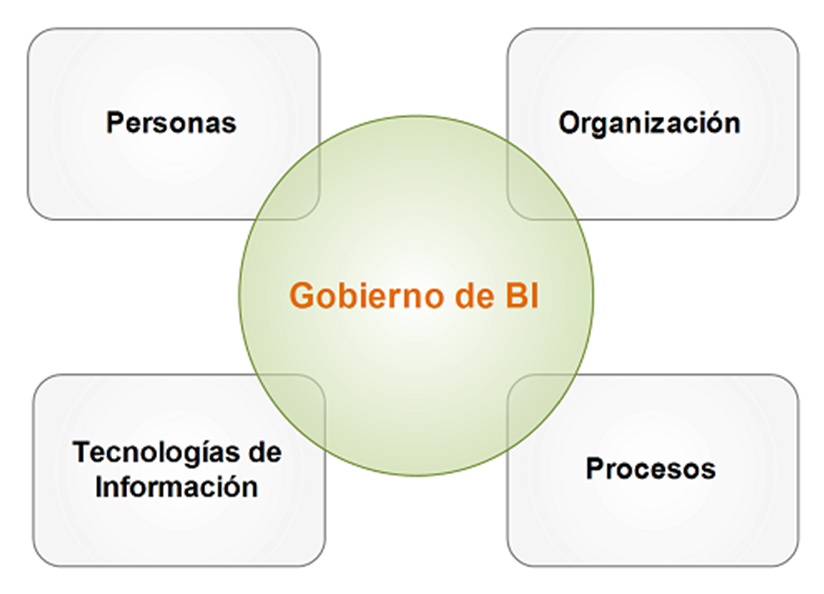 Personas
Organización
Gobierno de BI
Tecnologías de
Información
Procesos